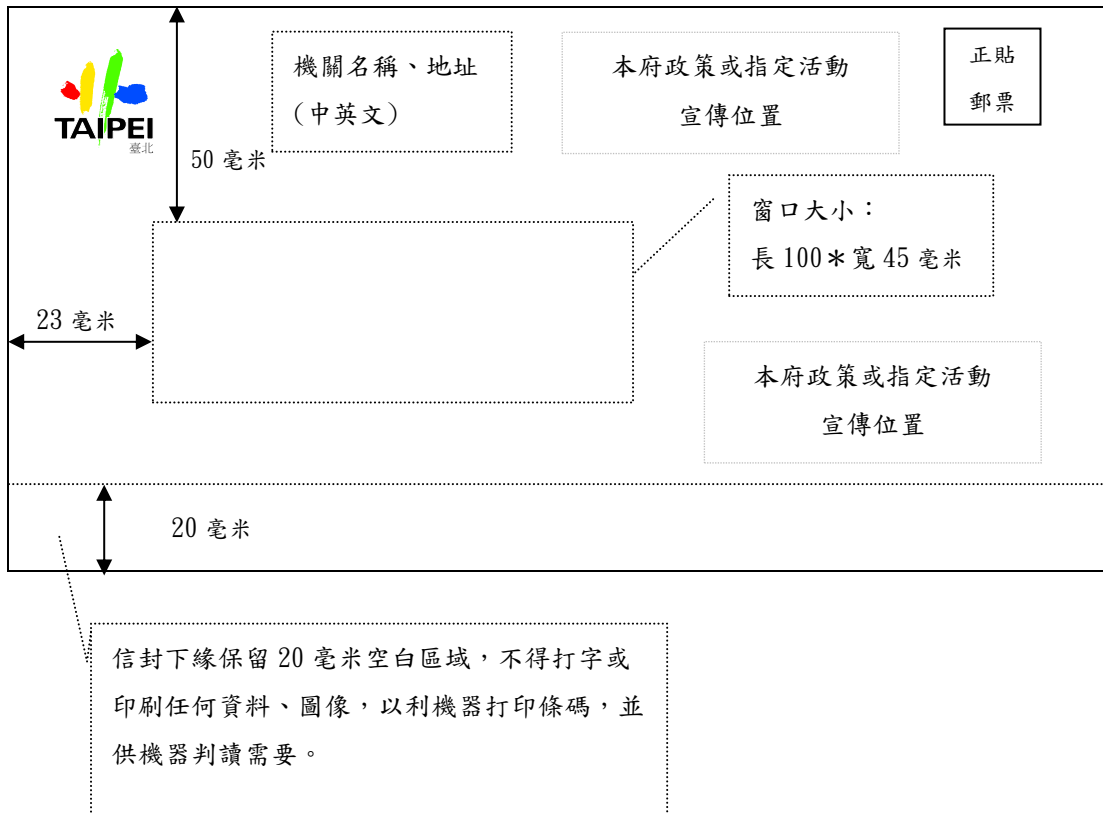 TAIPEI
臺北
機關名稱、地址
(中英文)
本府政策或指定活動
宣傳位置
正貼
郵票
50 毫米
窗口大小：
長 100＊寬 45 毫米
23 毫米
本府政策或指定活動
宣傳位置
20 毫米
信封下緣保留 20 毫米空白區域，不得打字或
印刷任何資料、圖像，以利機器打印條碼，並
供機器判讀需要。